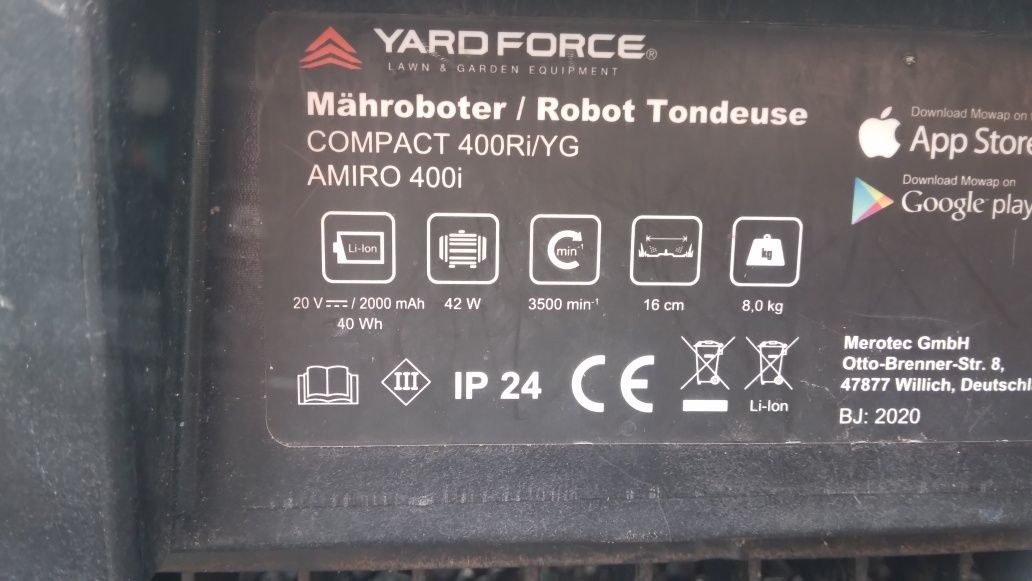 YARD FORCE®
LAWN & GARDEN EQUIPMENT
Mähroboter / Robot Tondeuse
COMPACT 400Ri/YG
AMIRO 400i
Download Mowap on
App Store
Download Mowap on
Google play
Li-Ion
min-1
kg
20 V / 2000 mAh
40 Wh
42 W
3500 min-1
16 cm
8,0 kg
III
IP 24
CE
Li-Ion
Merotec GmbH
Otto-Brenner-Str. 8,
47877 Willich, Deutschl
BJ: 2020